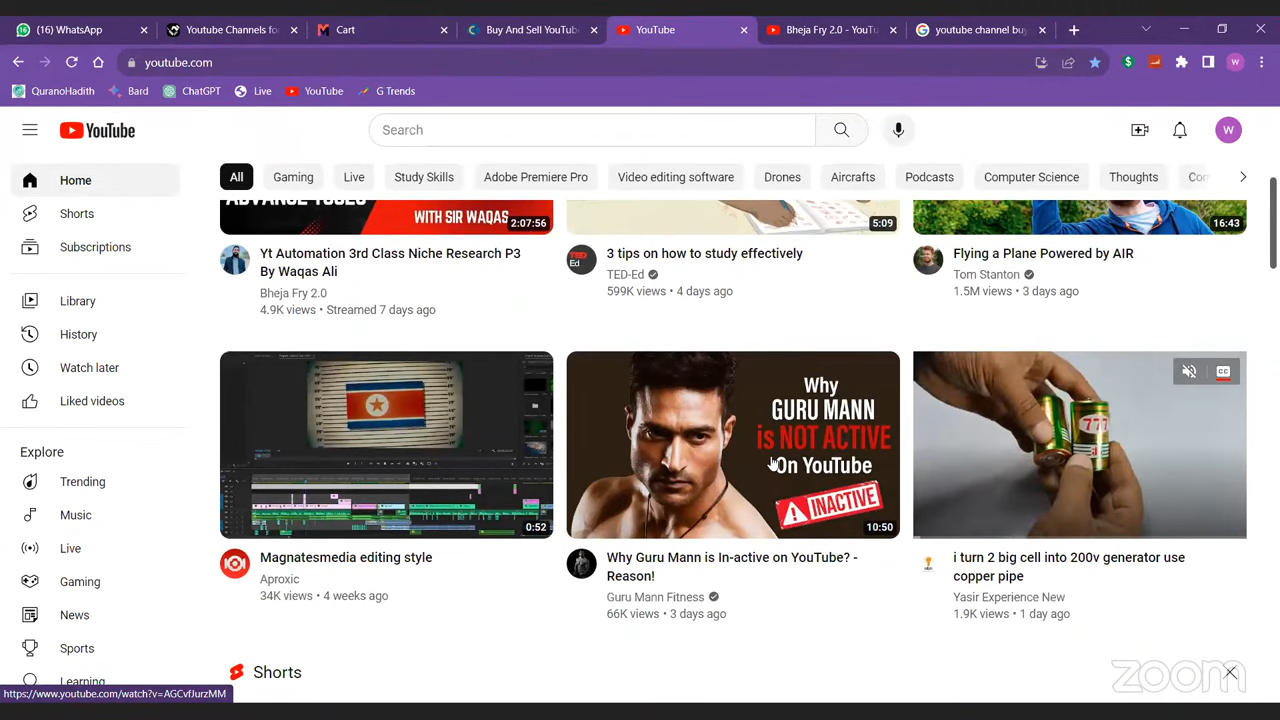 (16) WhatsApp
Youtube Channels fo
Cart
Buy And Sell YouTub
YouTube
Bheja Fry 2.0 - YouTu
youtube channel buy
youtube.com
W
QuranoHadith
Bard
ChatGPT
Live
YouTube
G Trends
YouTube
Search
W
Home
Shorts
Subscriptions
Library
History
Watch later
Liked videos
Explore
Trending
Music
Live
Gaming
News
Sports
Learning
All
Gaming
Live
Study Skills
Adobe Premiere Pro
Video editing software
Drones
Aircrafts
Podcasts
Computer Science
Thoughts
WITH SIR WAQAS
2:07:56
Yt Automation 3rd Class Niche Research P3
By Waqas Ali
Bheja Fry 2.0
4.9K views • Streamed 7 days ago
5:09
TED
Ed
3 tips on how to study effectively
TED-Ed
599K views • 4 days ago
16:43
Flying a Plane Powered by AIR
Tom Stanton
1.5M views • 3 days ago
0:52
Magnatesmedia editing style
Aproxic
34K views • 4 weeks ago
Why
GURU MANN
is NOT ACTIVE
On YouTube
INACTIVE
10:50
Why Guru Mann is In-active on YouTube? -
Reason!
Guru Mann Fitness
66K views • 3 days ago
CC
777
i turn 2 big cell into 200v generator use
copper pipe
Yasir Experience New
1.9K views • 1 day ago
Shorts
zoom
https://www.youtube.com/watch?v=AGCvfJurzMM